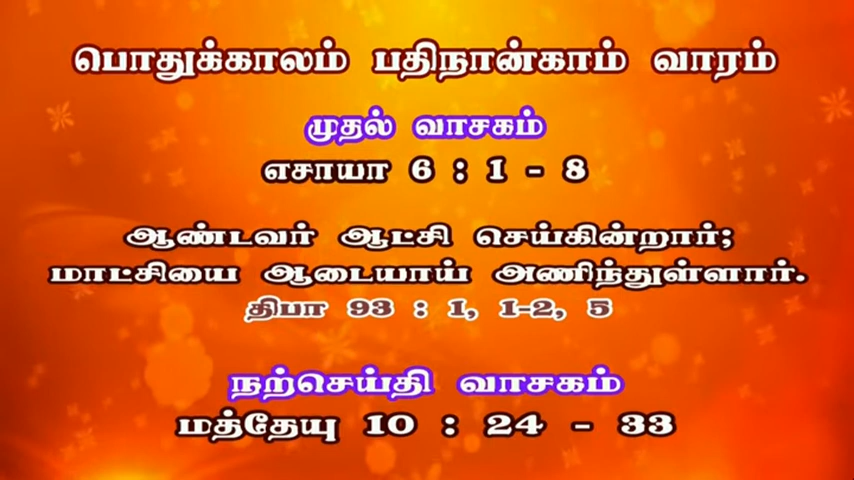 பொதுக்காலம் பதிநான்காம் வாரம்
முதல் வாசகம்
எசாயா 6 : 1 - 8
ஆண்டவர் ஆட்சி செய்கின்றார்;
மாட்சியை ஆடையாய் அணிந்துள்ளார்.
திபா 93 : 1, 1-2, 5
நற்செய்தி வாசகம்
மத்தேயு 10 : 24 - 33